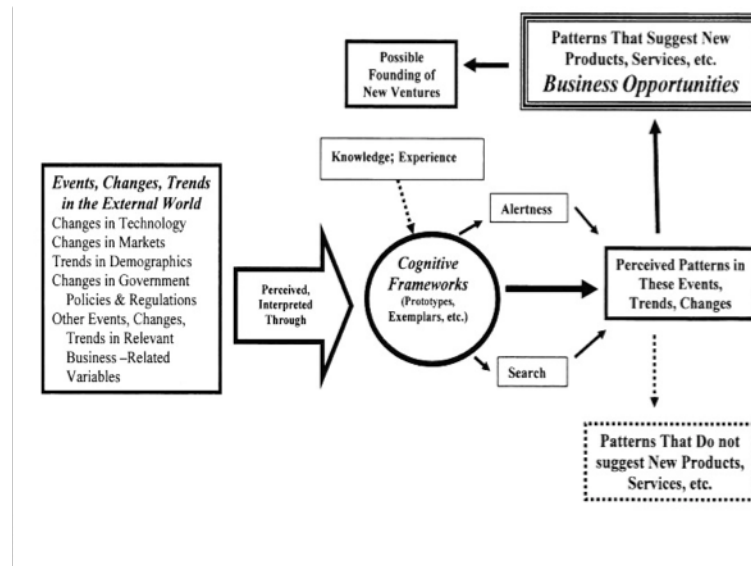 Patterns That Suggest New
Products, Services, etc.
Business Opportunities
Possible
Founding of
New Ventures
Knowledge; Experience
Events, Changes, Trends
in the External World
Changes in Technology
Changes in Markets
Trends in Demographics
Changes in Government
Policies & Regulations
Other Events, Changes,
Trends in Relevant
Business –Related
Variables
Perceived,
Interpreted
Through
Cognitive
Frameworks
(Prototypes,
Exemplars, etc.)
Alertness
Search
Perceived Patterns in
These Events,
Trends, Changes
Patterns That Do not
suggest New Products,
Services, etc.